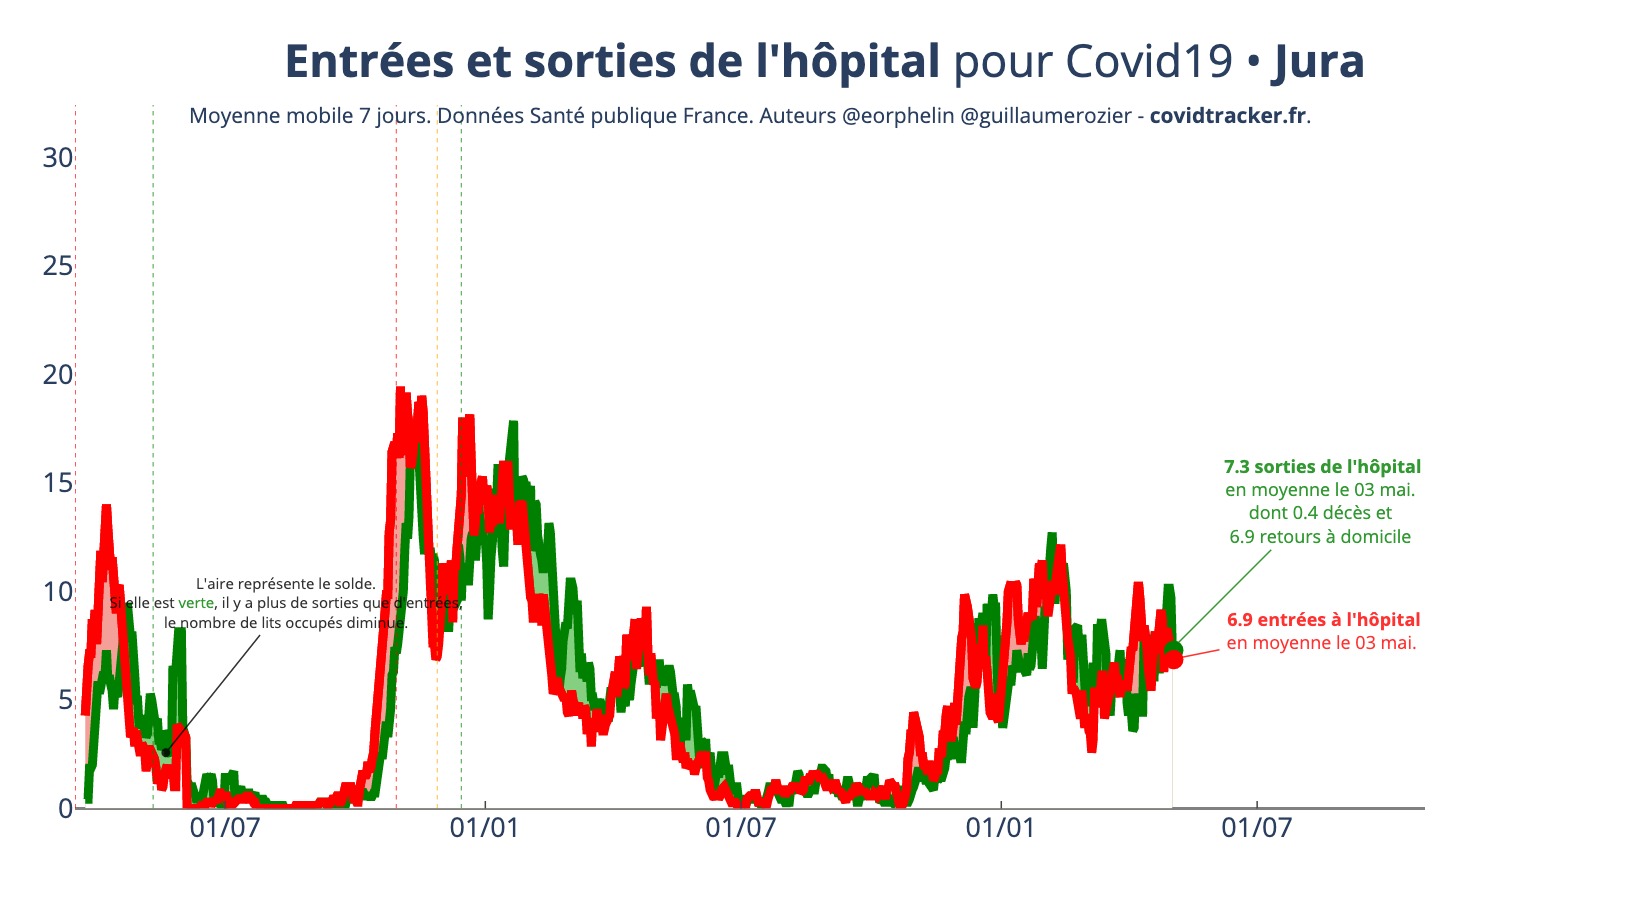 Entrées et sorties de l'hôpital pour Covid19 • Jura
Moyenne mobile 7 jours. Données Santé publique France. Auteurs @eorphelin @guillaumerozier - covidtracker.fr.
30
25
20
15
10
5
0
L'aire représente le solde.
Si elle est verte, il y a plus de sorties que d'entrées,
le nombre de lits occupés diminue.
7.3 sorties de l'hôpital
en moyenne le 03 mai.
dont 0.4 décès et
6.9 retours à domicile
6.9 entrées à l'hôpital
en moyenne le 03 mai.
01/07
01/01
01/07
01/01
01/07